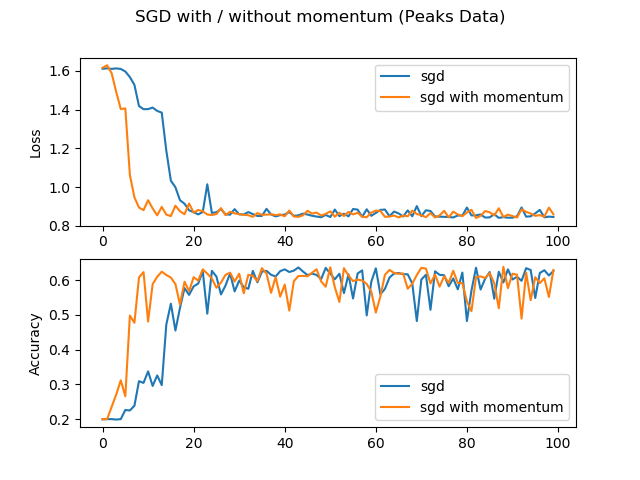 SGD with / without momentum (Peaks Data)
1.6
1.4
1.2
1.0
0.8
Loss
sgd
sgd with momentum
0 20 40 60 80 100
0.6
0.5
0.4
0.3
0.2
Accuracy
sgd
sgd with momentum
0 20 40 60 80 100